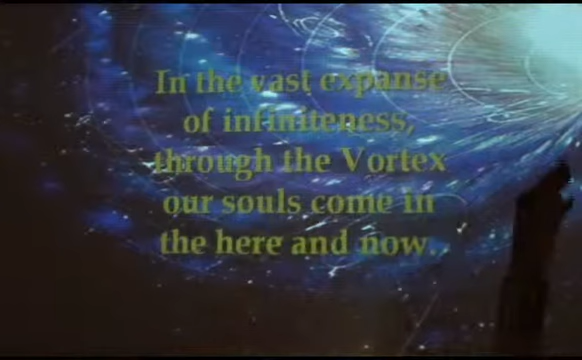 In the vast expanse
of infiniteness,
through the Vortex
our souls come in
the here and now.